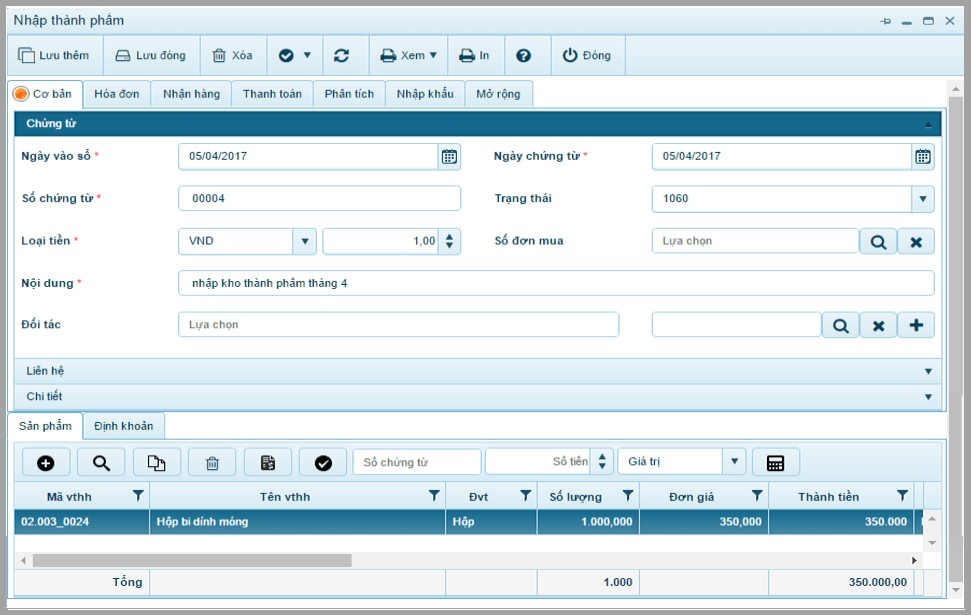 Nhập thành phẩm
Lưu thêm Lưu đóng Xóa Xem In Đóng
Cơ bản Hóa đơn Nhận hàng Thanh toán Phân tích Nhập khẩu Mở rộng
Chứng từ
Ngày vào sổ * 05/04/2017 Ngày chứng từ * 05/04/2017
Số chứng từ * 00004 Trạng thái 1060
Loại tiền * VND 1,00 Số đơn mua Lựa chọn
Nội dung * nhập kho thành phẩm tháng 4
Đối tác Lựa chọn
Liên hệ
Chi tiết
Sản phẩm Định khoản
Số chứng từ Số tiền Giá trị
Mã vthh Tên vthh Đvt Số lượng Đơn giá Thành tiền
02.003_0024 Hộp bi dính móng Hộp 1.000,000 350,000 350.000
Tổng 1.000 350.000,00